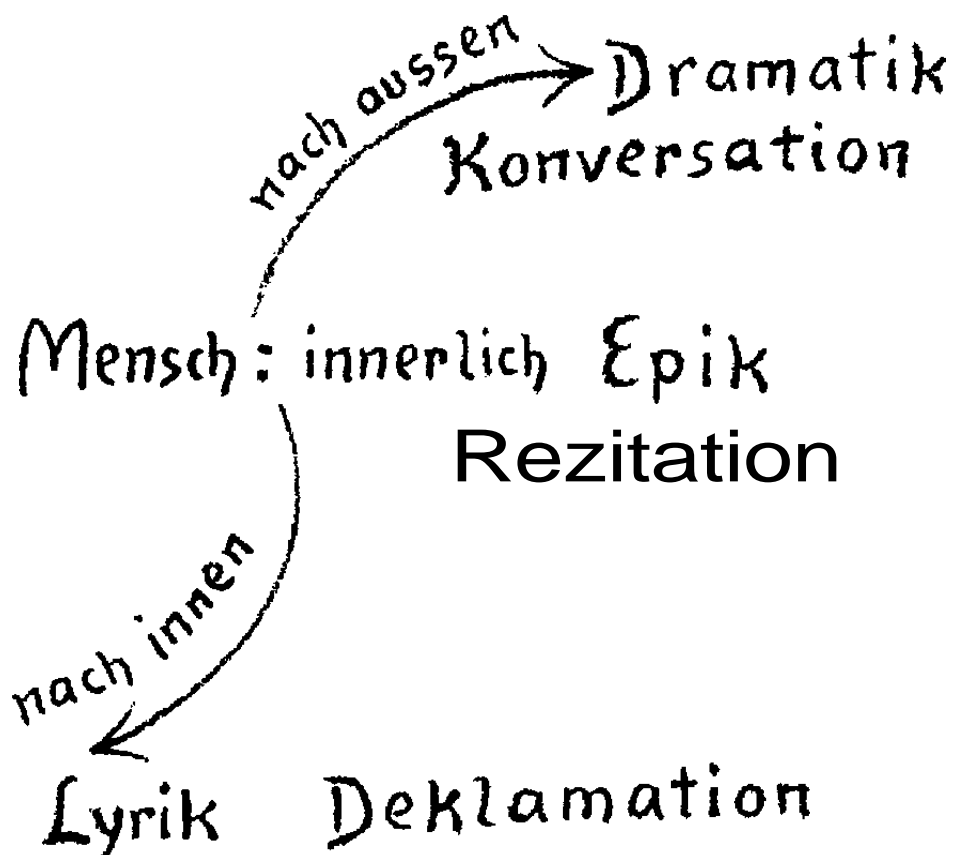 nach aussen
Dramatik
Konversation
Mensch: innerlich Epik
Rezitation
nach innen
Lyrik Deklamation